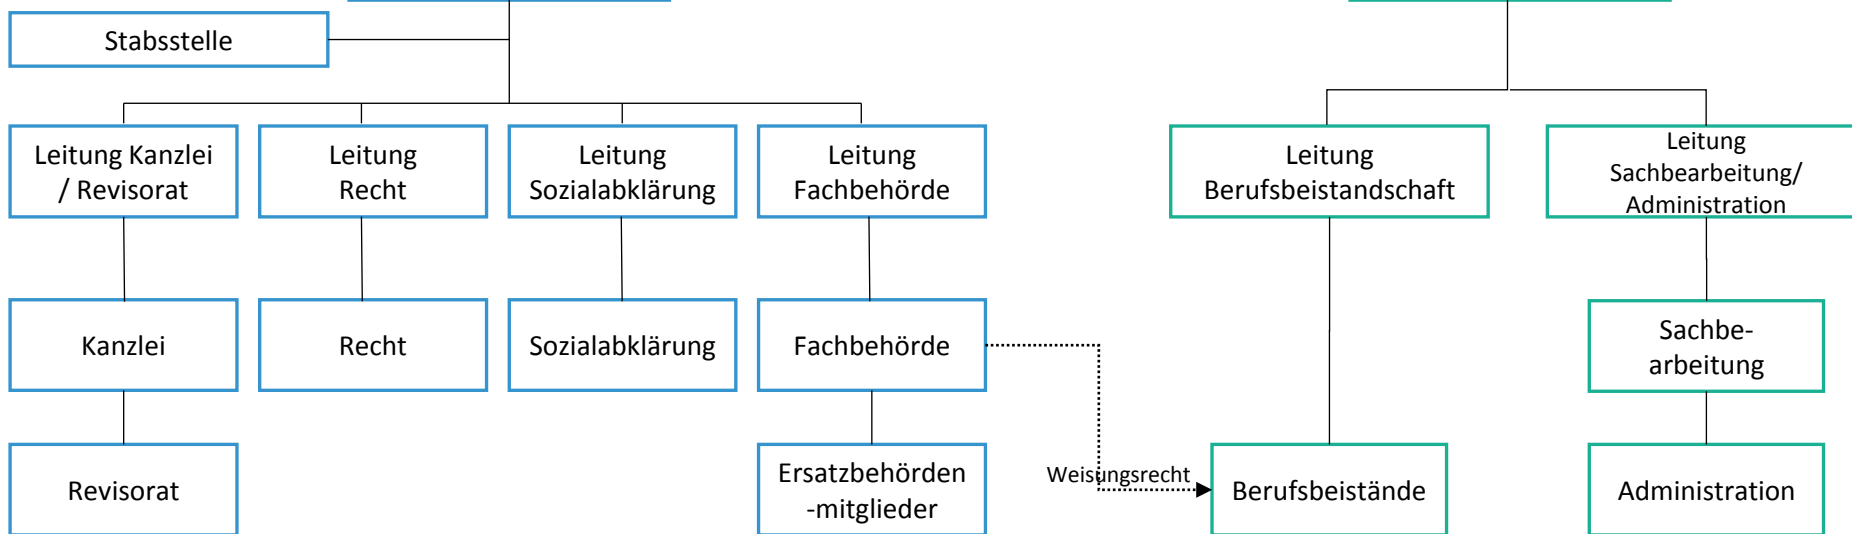 Stabsstelle
Leitung Kanzlei
/ Revisorat
Leitung
Recht
Leitung
Sozialabklärung
Leitung
Fachbehörde
Leitung
Berufsbeistandschaft
Leitung
Sachbearbeitung/
Administration
Kanzlei
Recht
Sozialabklärung
Fachbehörde
Sachbe-
arbeitung
Revisorat
Ersatzbehörden
-mitglieder
Weisungsrecht
Berufsbeistände
Administration